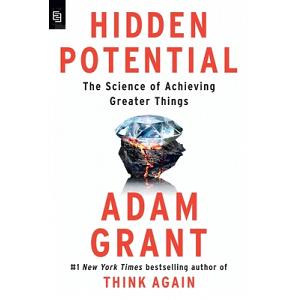 HIDDEN
POTENTIAL
The Science of Achieving
Greater Things
ADAM
GRANT
#1 New York Times bestselling author of
THINK AGAIN